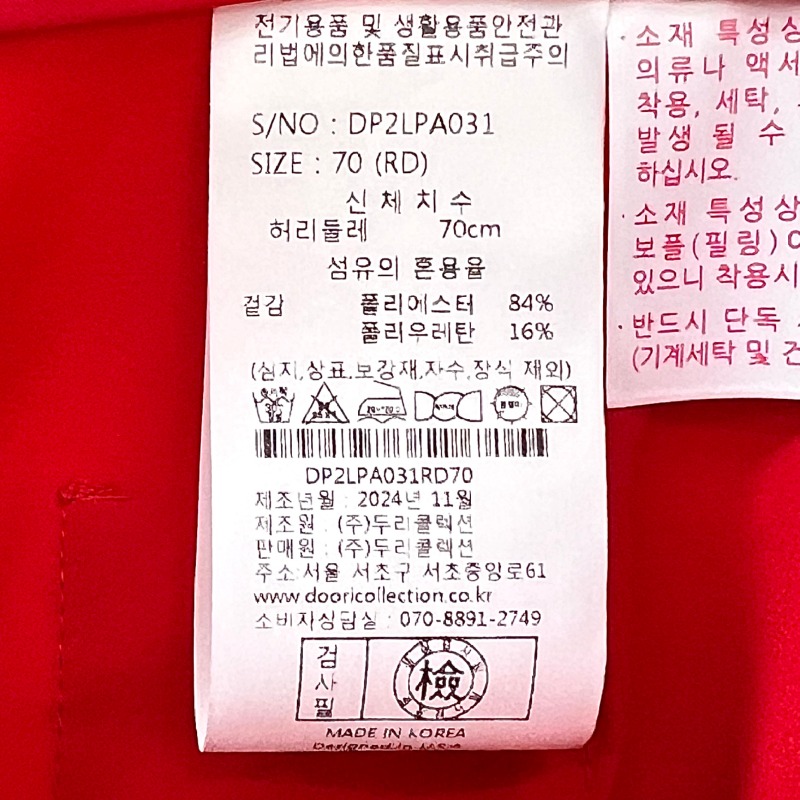 전기용품 및 생활용품안전관
리법에의한품질표시취급주의
S/NO : DP2LPA031
SIZE : 70 (RD)
신 체 치 수
허리둘레 70cm
섬유의 혼용율
겉감 폴리에스터 84%
폴리우레탄 16%
(심지,상표,보강재,자수,장식 제외)
DP2LPA031RD70
제조년월 : 2024년 11월
제조원 : (주)두리콜렉션
판매원 : (주)두리콜렉션
주소:서울 서초구 서초중앙로61
www.dooricollection.co.kr
소비자상담실 : 070-8891-2749
검
사
필
檢
MADE IN KOREA
· 소재 특성상
의류나 액세
착용, 세탁,
발생 될 수
하십시오.
· 소재 특성상
보플(필링)
있으니 착용시
· 반드시 단독
(기계세탁 및 건